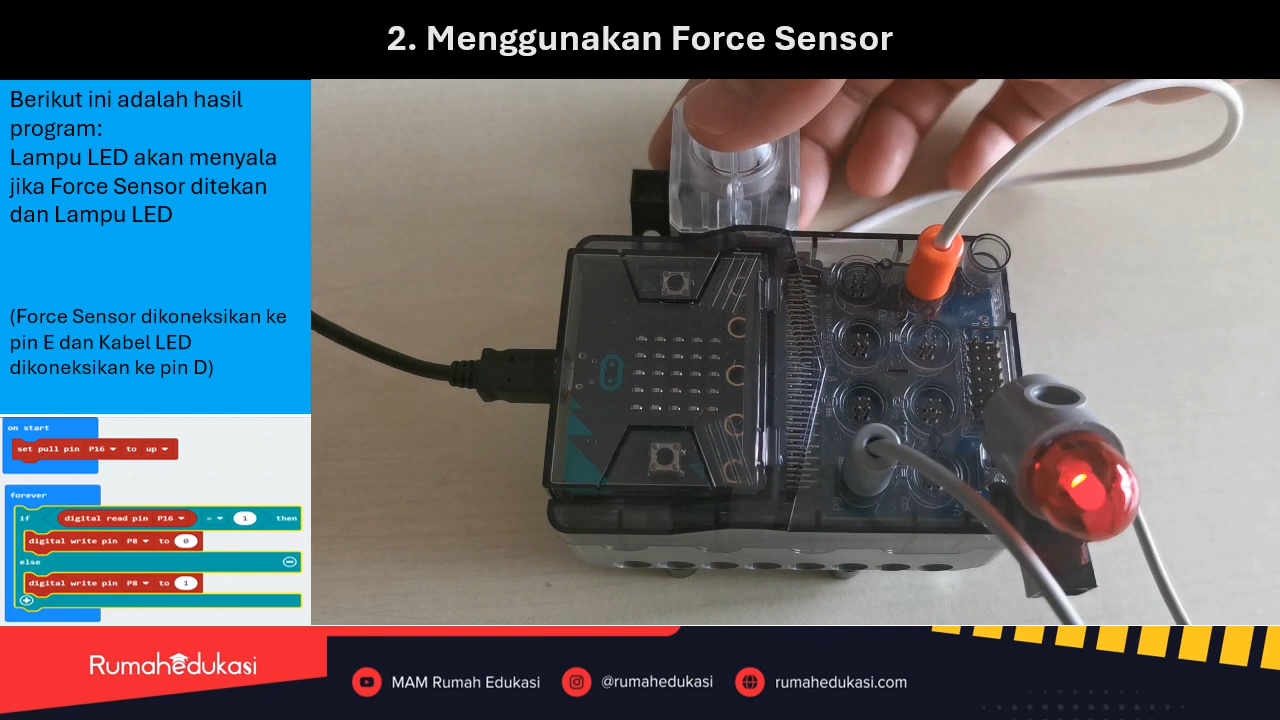 2. Menggunakan Force Sensor
Berikut ini adalah hasil
program:
Lampu LED akan menyala
jika Force Sensor ditekan
dan Lampu LED
(Force Sensor dikoneksikan ke
pin E dan Kabel LED
dikoneksikan ke pin D)
on start
set pull pin P16 to up
forever
if digital read pin P16 = 1 then
digital write pin P8 to 0
else
digital write pin P8 to 1
Rumahedukasi
MAM Rumah Edukasi
@rumahedukasi
rumahedukasi.com